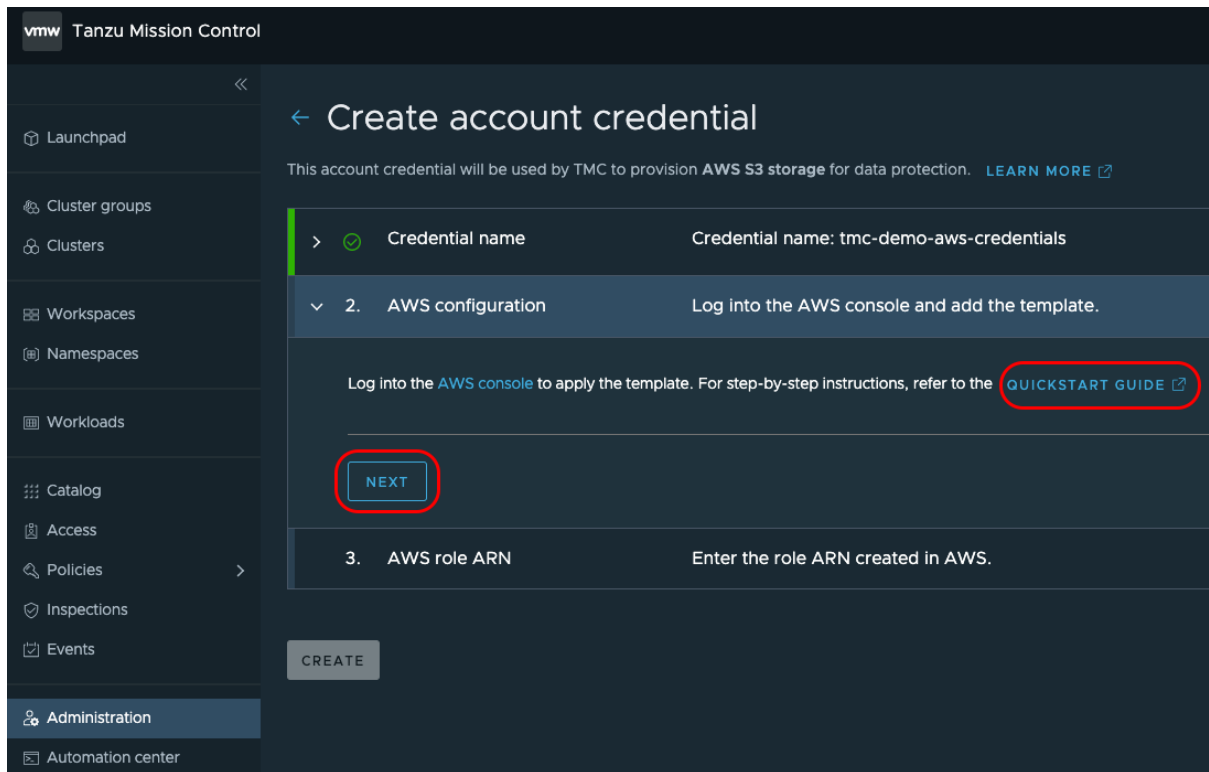 vmw Tanzu Mission Control
Launchpad
Cluster groups
Clusters
Workspaces
Namespaces
Workloads
Catalog
Access
Policies
Inspections
Events
Administration
Automation center
Create account credential
This account credential will be used by TMC to provision AWS S3 storage for data protection. LEARN MORE
Credential name Credential name: tmc-demo-aws-credentials
2. AWS configuration Log into the AWS console and add the template.
Log into the AWS console to apply the template. For step-by-step instructions, refer to the QUICKSTART GUIDE
NEXT
3. AWS role ARN Enter the role ARN created in AWS.
CREATE